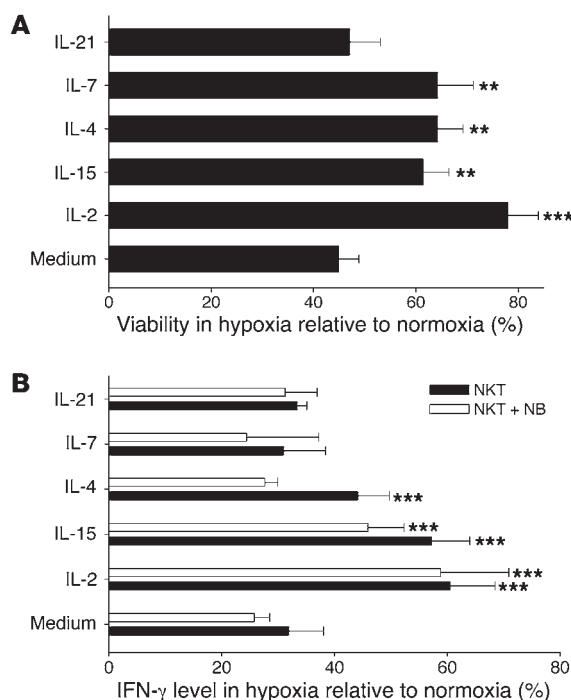 A
IL-21
IL-7
**
IL-4
**
IL-15
**
IL-2
***
Medium
0 20 40 60 80
Viability in hypoxia relative to normoxia (%)
B
NKT
NKT + NB
IL-21
IL-7
IL-4
***
IL-15
***
***
IL-2
***
***
Medium
0 20 40 60 80
IFN-γ level in hypoxia relative to normoxia (%)